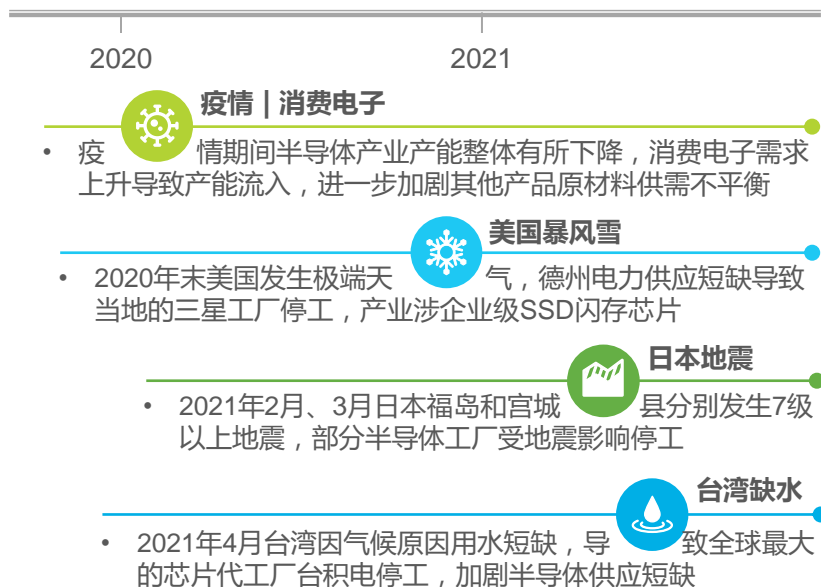 2020 2021
疫情 | 消费电子
• 疫 情期间半导体产业产能整体有所下降，消费电子需求
上升导致产能流入，进一步加剧其他产品原材料供需不平衡
美国暴风雪
• 2020年末美国发生极端天 气，德州电力供应短缺导致
当地的三星工厂停工，产业涉企业级SSD闪存芯片
日本地震
• 2021年2月、3月日本福岛和宫城 县分别发生7级
以上地震，部分半导体工厂受地震影响停工
台湾缺水
• 2021年4月台湾因气候原因用水短缺，导 致全球最大
的芯片代工厂台积电停工，加剧半导体供应短缺